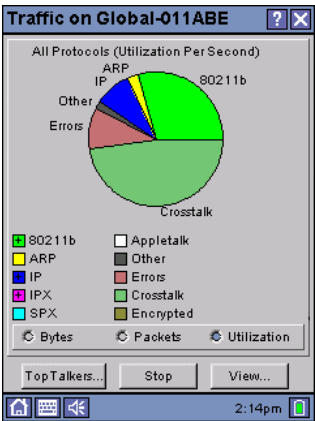 Traffic on Global-011ABE ? X
All Protocols (Utilization Per Second)
ARP
IP
80211b
Other
Errors
Crosstalk
80211b
Appletalk
ARP
Other
IP
Errors
IPX
Crosstalk
SPX
Encrypted
Bytes Packets Utilization
Top Talkers... Stop View...
2:14pm